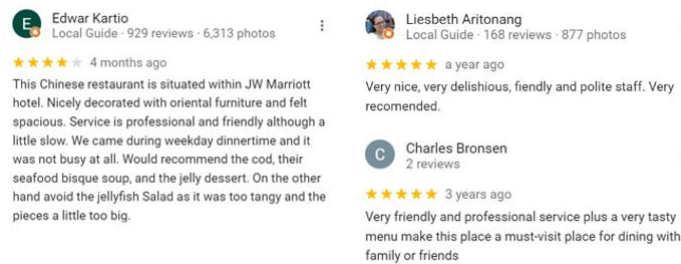 E
Edwar Kartio
Local Guide · 929 reviews · 6,313 photos
4 months ago
This Chinese restaurant is situated within JW Marriott
hotel. Nicely decorated with oriental furniture and felt
spacious. Service is professional and friendly although a
little slow. We came during weekday dinnertime and it
was not busy at all. Would recommend the cod, their
seafood bisque soup, and the jelly dessert. On the other
hand avoid the jellyfish Salad as it was too tangy and the
pieces a little too big.
Liesbeth Aritonang
Local Guide · 168 reviews · 877 photos
a year ago
Very nice, very delishious, fiendly and polite staff. Very
recomended.
C
Charles Bronsen
2 reviews
3 years ago
Very friendly and professional service plus a very tasty
menu make this place a must-visit place for dining with
family or friends